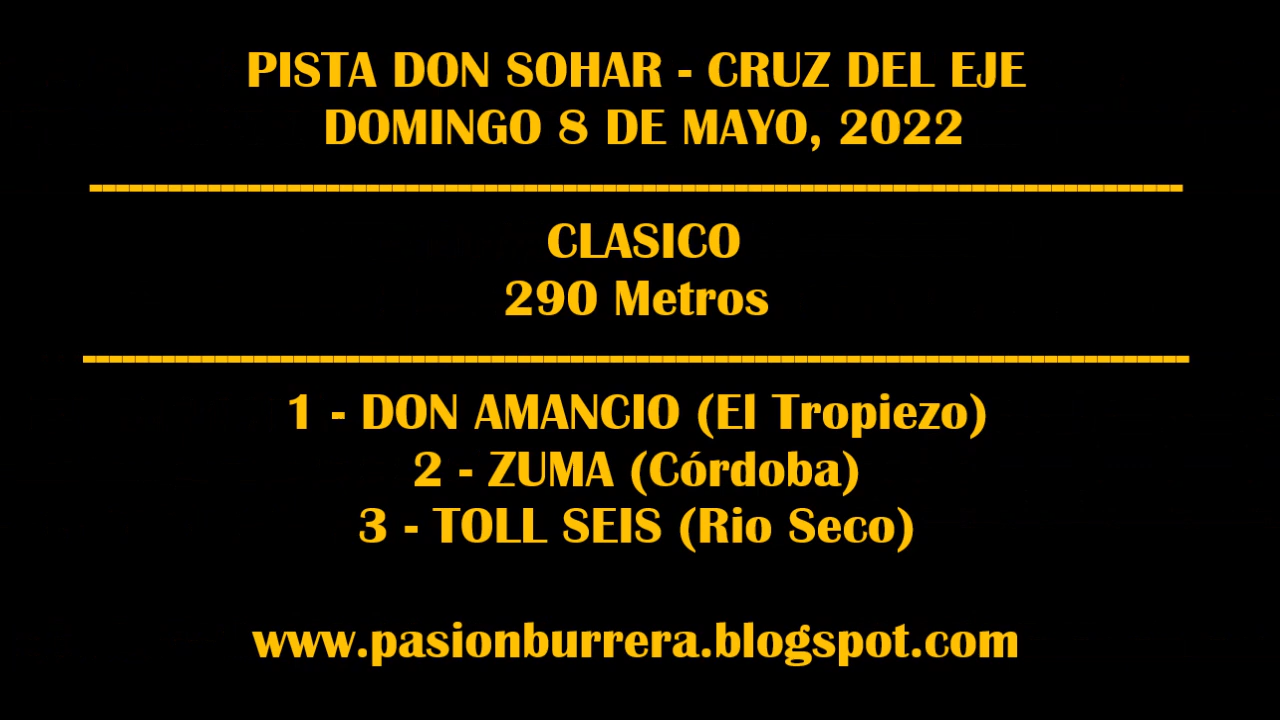 PISTA DON SOHAR - CRUZ DEL EJE
DOMINGO 8 DE MAYO, 2022
CLASICO
290 Metros
1 - DON AMANCIO (El Tropiezo)
2 - ZUMA (Córdoba)
3 - TOLL SEIS (Rio Seco)
www.pasionburrera.blogspot.com